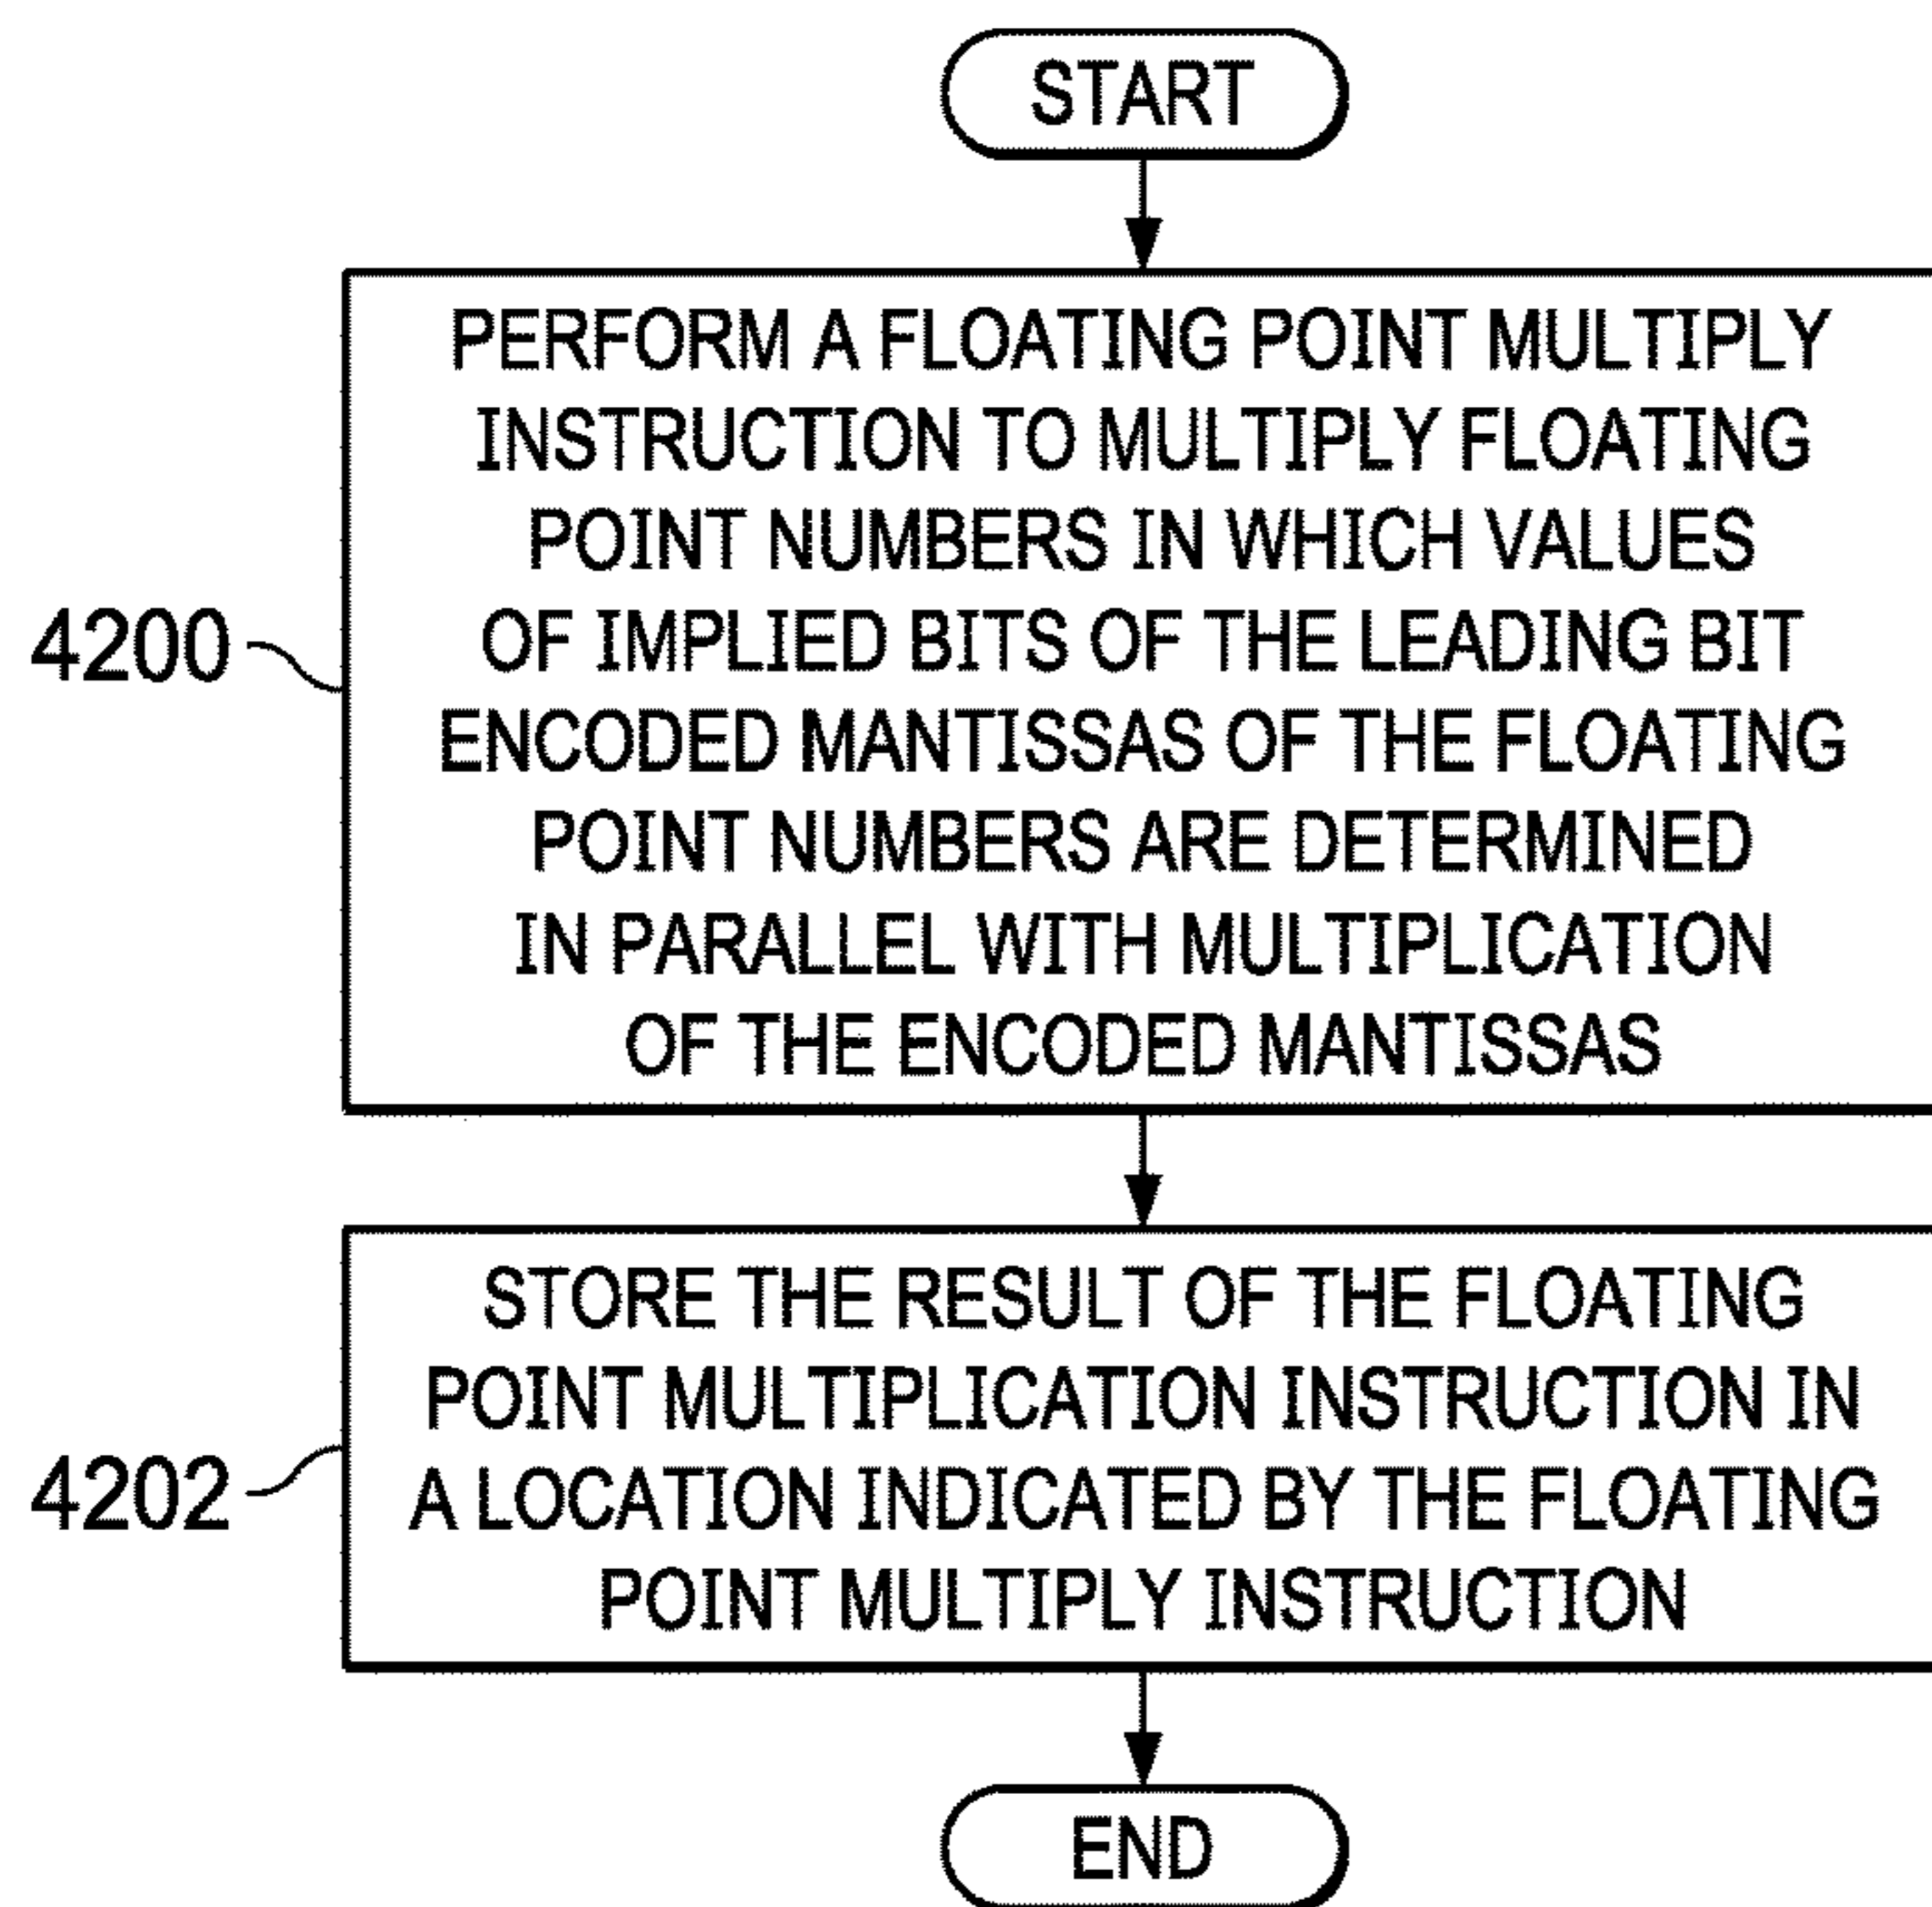 START
PERFORM A FLOATING POINT MULTIPLY
INSTRUCTION TO MULTIPLY FLOATING
POINT NUMBERS IN WHICH VALUES
OF IMPLIED BITS OF THE LEADING BIT
4200
ENCODED MANTISSAS OF THE FLOATING
POINT NUMBERS ARE DETERMINED
IN PARALLEL WITH MULTIPLICATION
OF THE ENCODED MANTISSAS
STORE THE RESULT OF THE FLOATING
POINT MULTIPLICATION INSTRUCTION IN
4202
A LOCATION INDICATED BY THE FLOATING
POINT MULTIPLY INSTRUCTION
END